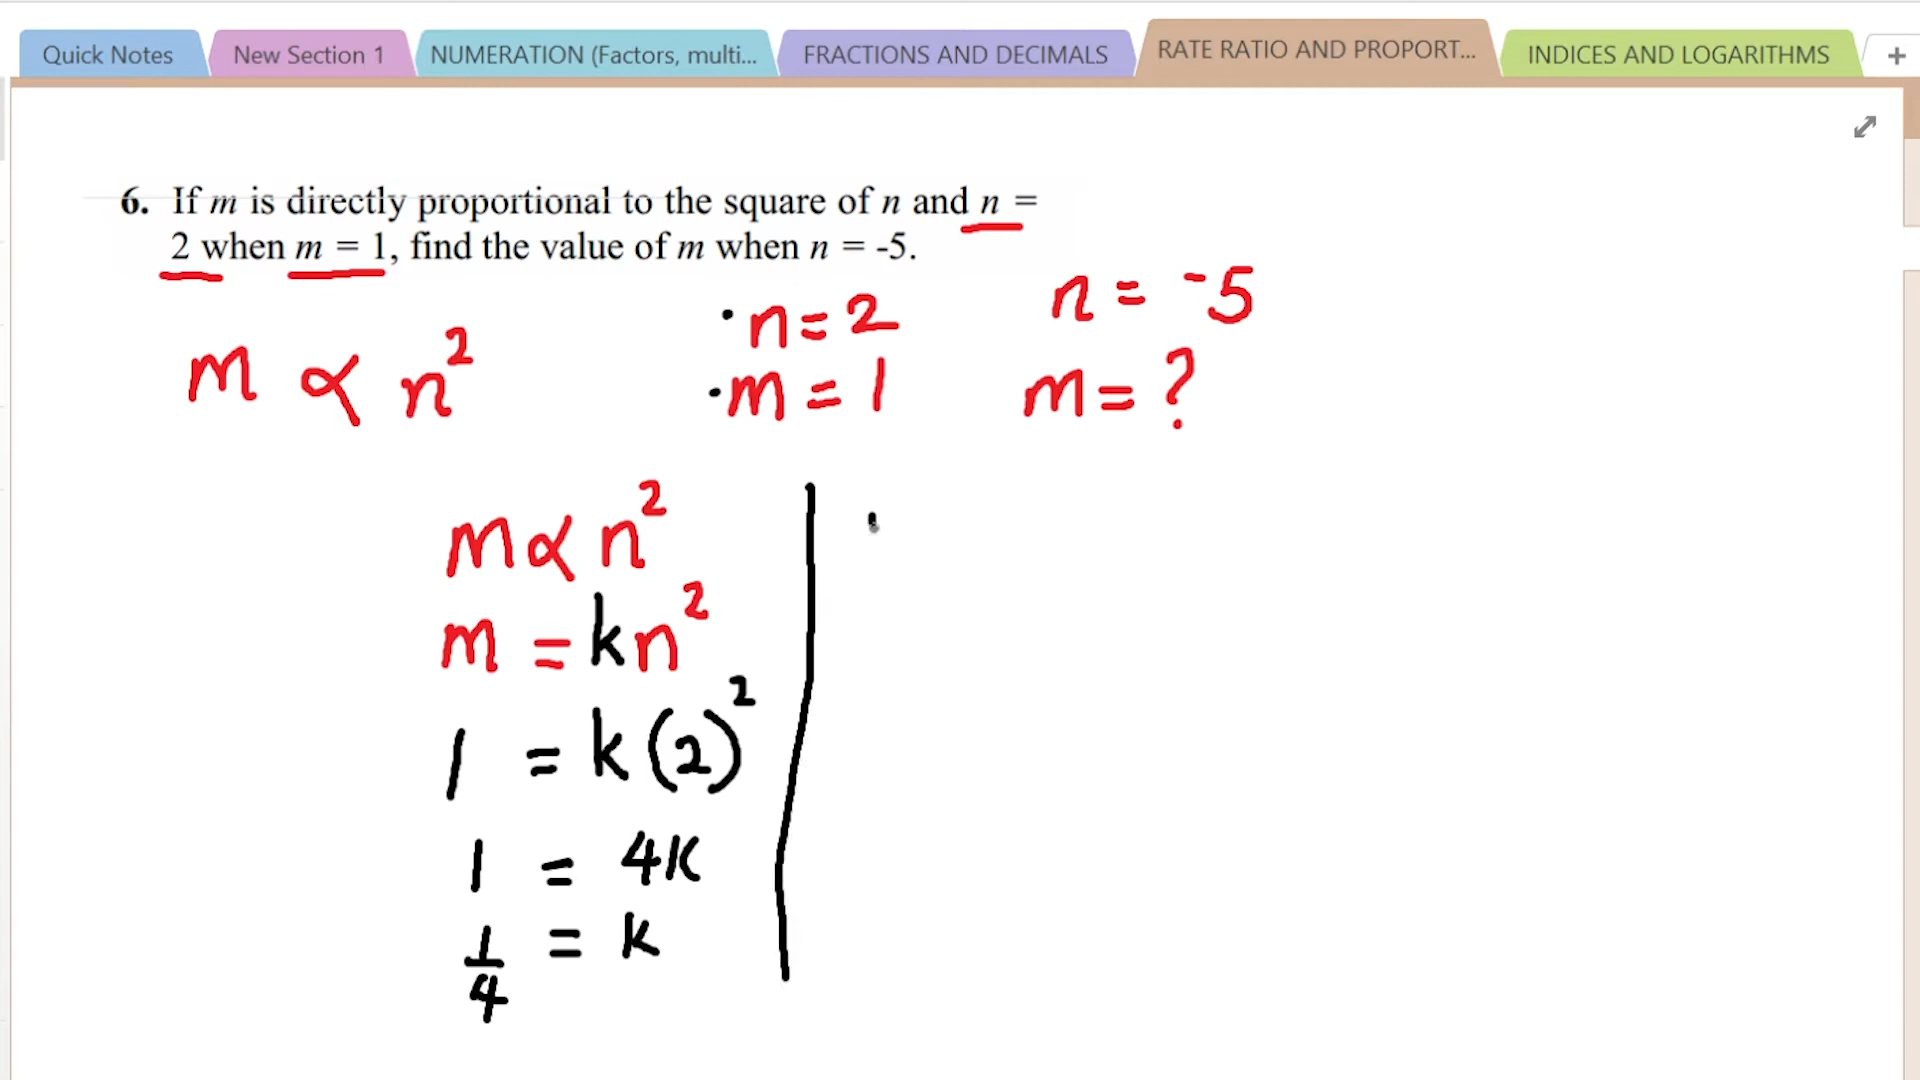 Quick Notes New Section 1 NUMERATION (Factors, multi... FRACTIONS AND DECIMALS RATE RATIO AND PROPORT... INDICES AND LOGARITHMS +
6. If m is directly proportional to the square of n and n =
2 when m = 1, find the value of m when n = -5.
m ∝ n²
n = 2
m = 1
n = ⁻5
m = ?
m ∝ n²
m = kn²
1 = k(2)²
1 = 4k
1/4 = k